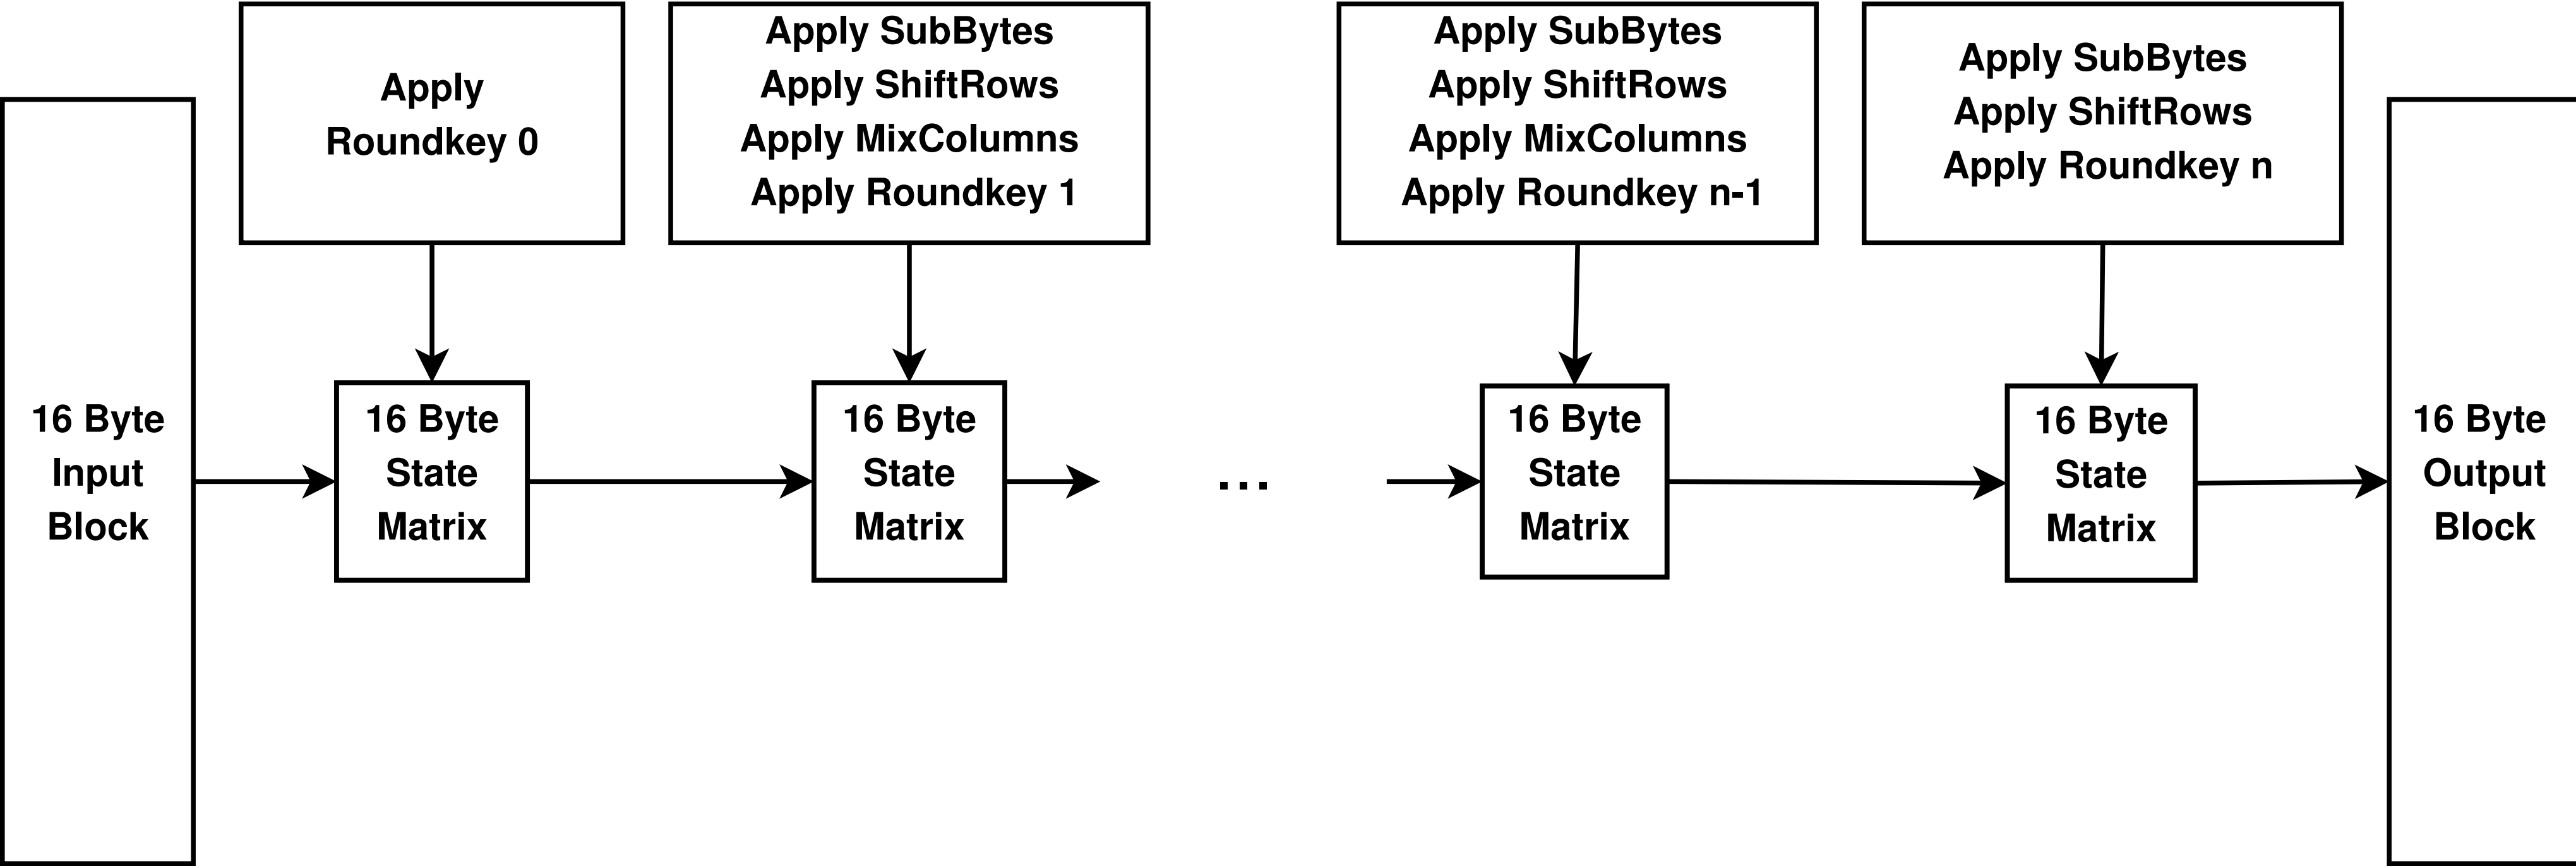 Apply
Roundkey 0
Apply SubBytes
Apply ShiftRows
Apply MixColumns
Apply Roundkey 1
Apply SubBytes
Apply ShiftRows
Apply MixColumns
Apply Roundkey n-1
Apply SubBytes
Apply ShiftRows
Apply Roundkey n
16 Byte
Input
Block
16 Byte
State
Matrix
16 Byte
State
Matrix
...
16 Byte
State
Matrix
16 Byte
State
Matrix
16 Byte
Output
Block